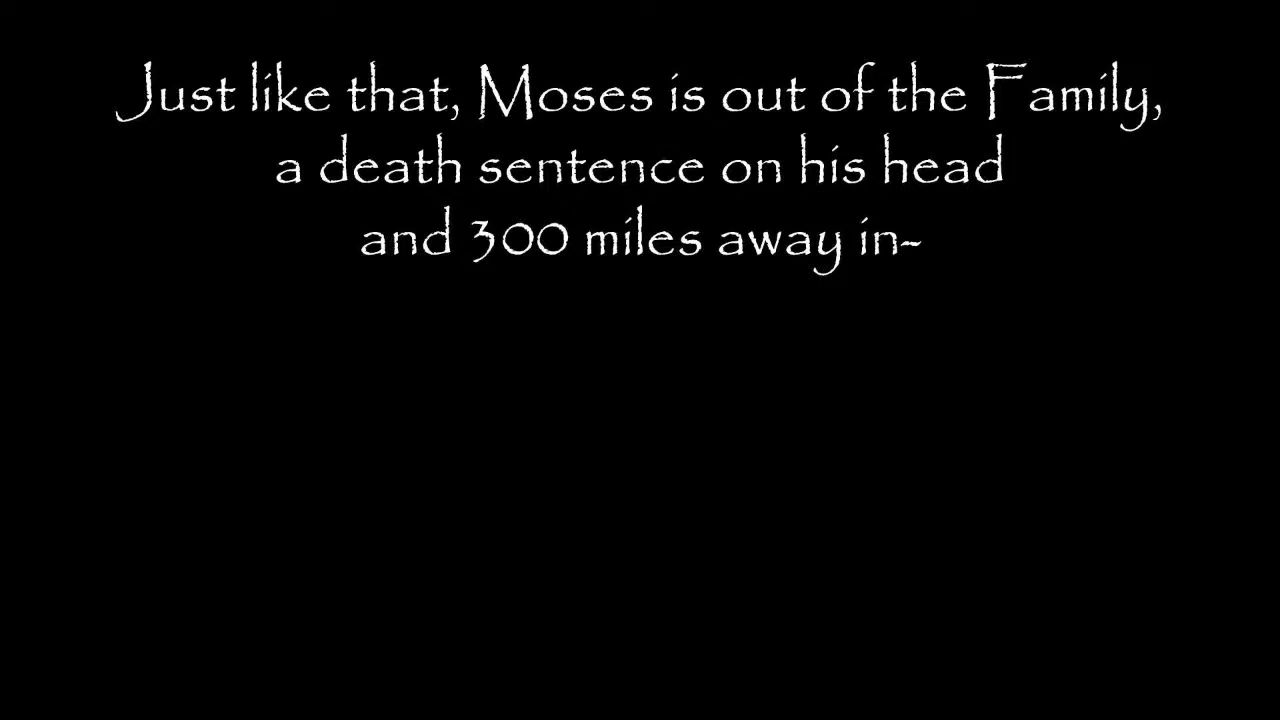 Just like that, Moses is out of the Family,
a death sentence on his head
and 300 miles away in-